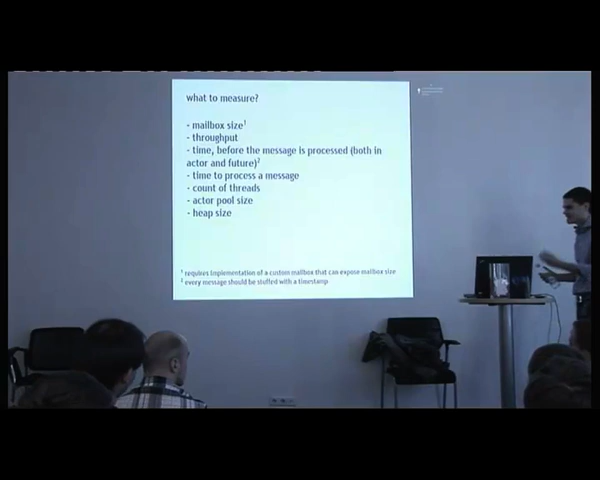 what to measure?
- mailbox size¹
- throughput
- time, before the message is processed (both in
actor and future)²
- time to process a message
- count of threads
- actor pool size
- heap size
¹ requires implementation of a custom mailbox that can expose mailbox size
² every message should be stuffed with a timestamp